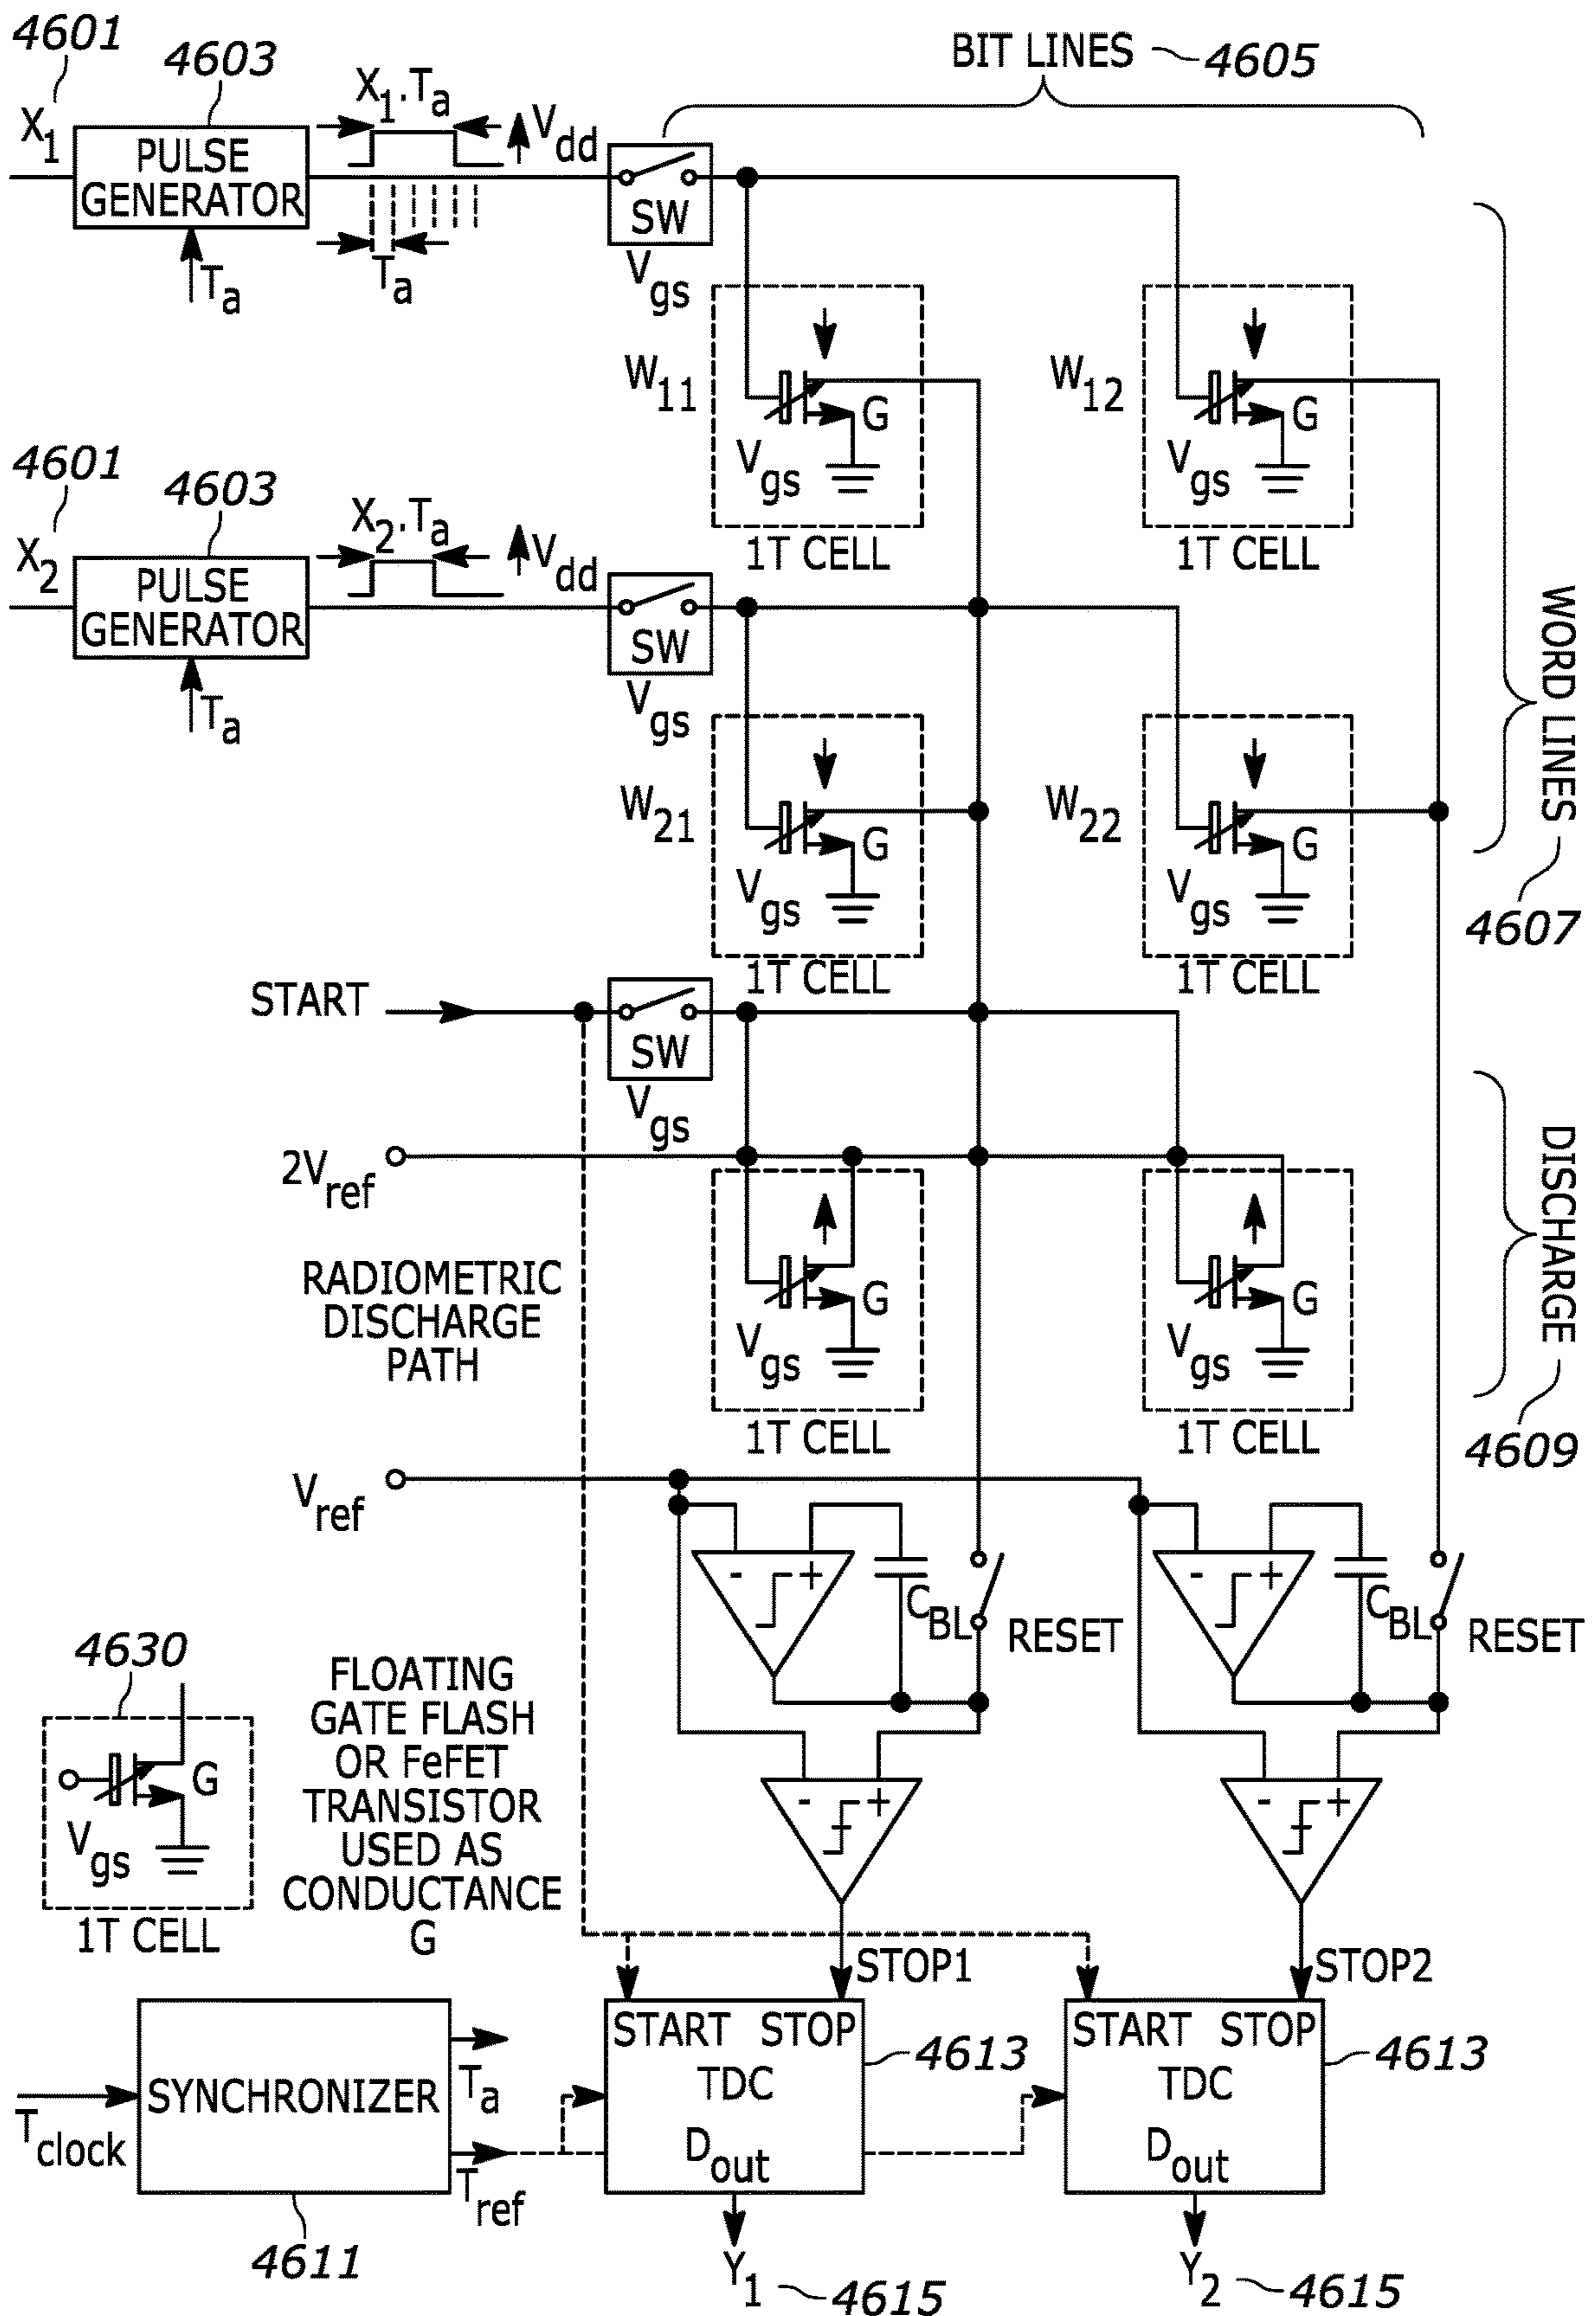 4601
4603
BIT LINES 4605
X1
PULSE GENERATOR
X1.Ta
Vdd
SW
Vgs
Ta
Ta
W11
Vgs
G
1T CELL
W12
Vgs
G
1T CELL
4601
4603
X2
PULSE GENERATOR
X2.Ta
Vdd
SW
Vgs
Ta
W21
Vgs
G
1T CELL
W22
Vgs
G
1T CELL
WORD LINES
4607
START
SW
Vgs
2Vref
RADIOMETRIC
DISCHARGE
PATH
Vgs
G
1T CELL
Vgs
G
1T CELL
DISCHARGE
4609
Vref
- +
CBL
RESET
- +
CBL
RESET
- +
- +
4630
Vgs
G
1T CELL
FLOATING
GATE FLASH
OR FeFET
TRANSISTOR
USED AS
CONDUCTANCE
G
STOP1
STOP2
Tclock
SYNCHRONIZER
Ta
Tref
4611
START STOP
TDC
Dout
4613
START STOP
TDC
Dout
4613
Y1 4615
Y2 4615